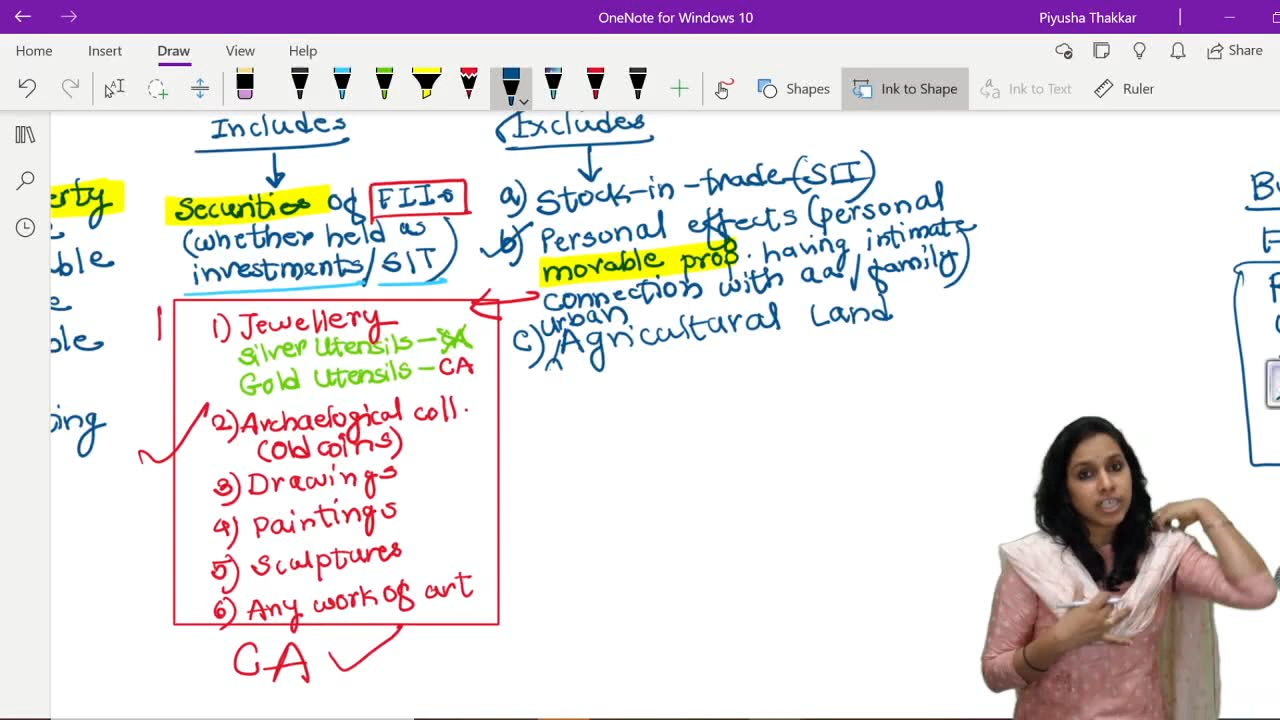 OneNote for Windows 10
Piyusha Thakkar
Home Insert Draw View Help
Share
Shapes
Ink to Shape
Ink to Text
Ruler
Includes
Securities of FIIs
(whether held as
investments/SIT)
1) Jewellery
Silver Utensils-
Gold Utensils-CA
2) Archaelogical coll.
(Old coins)
3) Drawings
4) Paintings
5) Sculptures
6) Any work of art
CA
Excludes
a) Stock-in-trade-(SIT)
b) Personal effects (personal
movable prop. having intimate
connection with aa/family)
urban
c) Agricultural Land
erty
ble
ble
ing